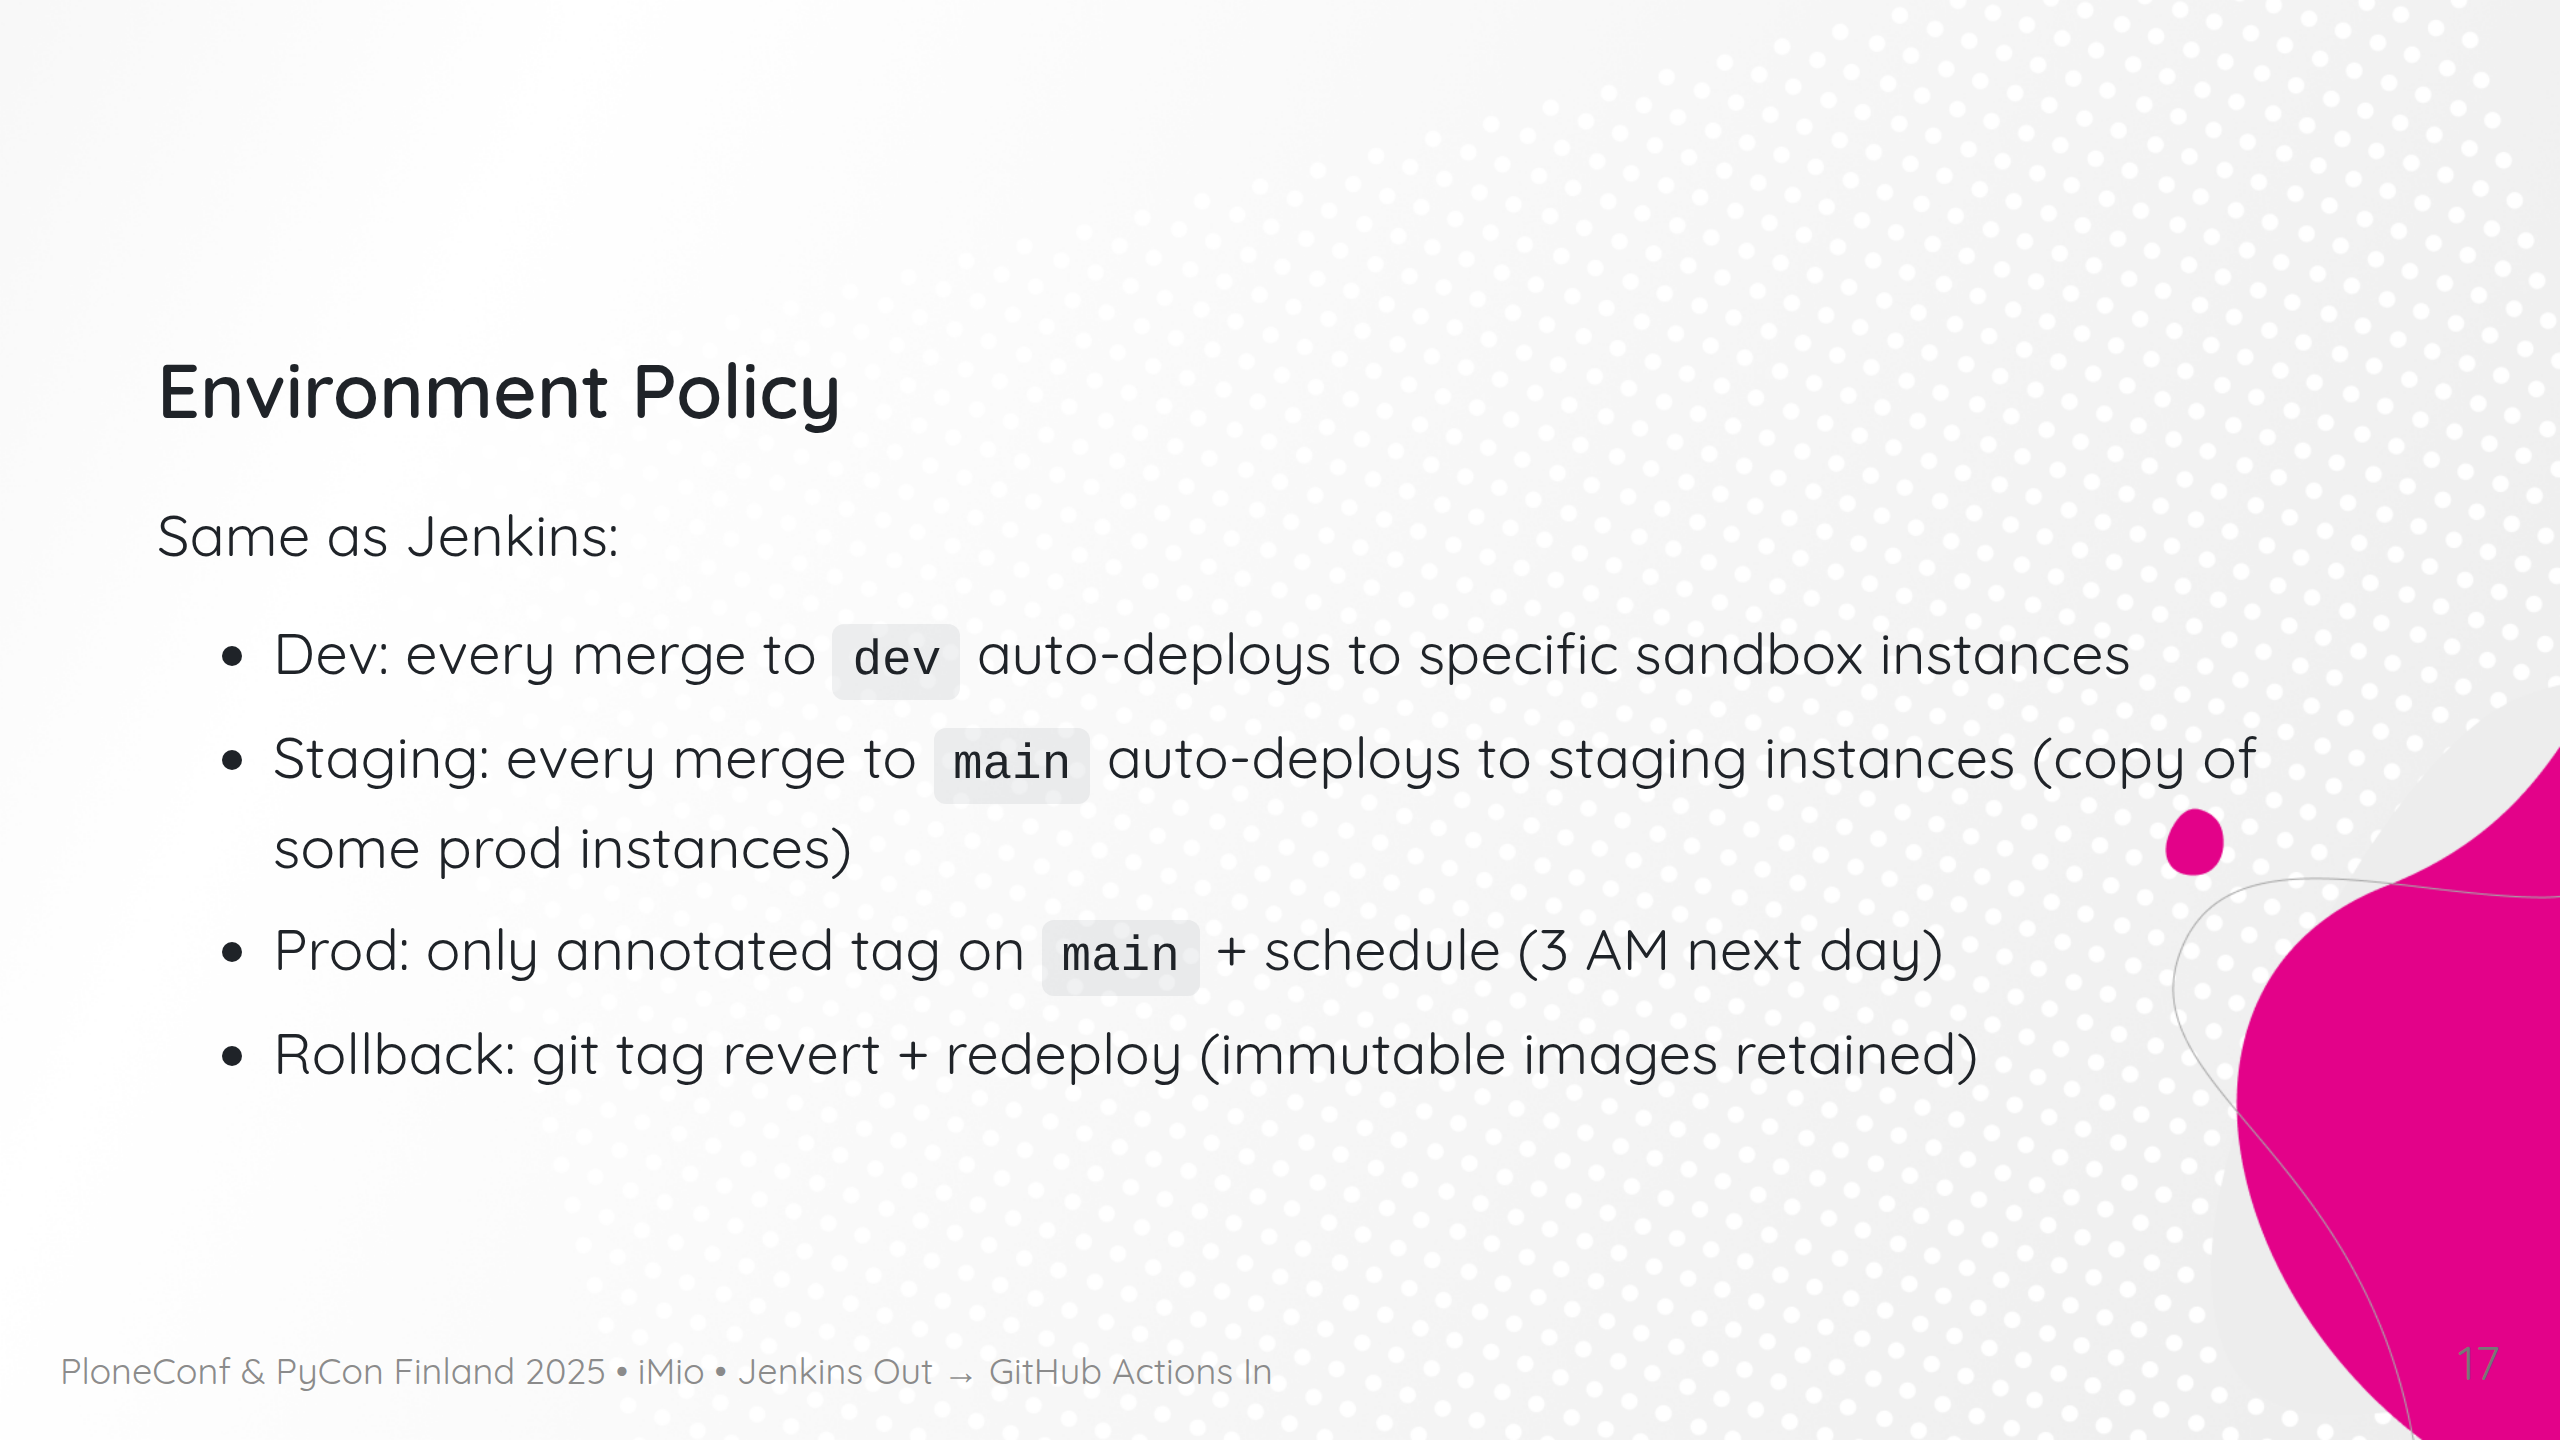 Environment Policy
Same as Jenkins:
• Dev: every merge to dev auto-deploys to specific sandbox instances
• Staging: every merge to main auto-deploys to staging instances (copy of
some prod instances)
• Prod: only annotated tag on main + schedule (3 AM next day)
• Rollback: git tag revert + redeploy (immutable images retained)
PloneConf & PyCon Finland 2025 • iMio • Jenkins Out → GitHub Actions In
17